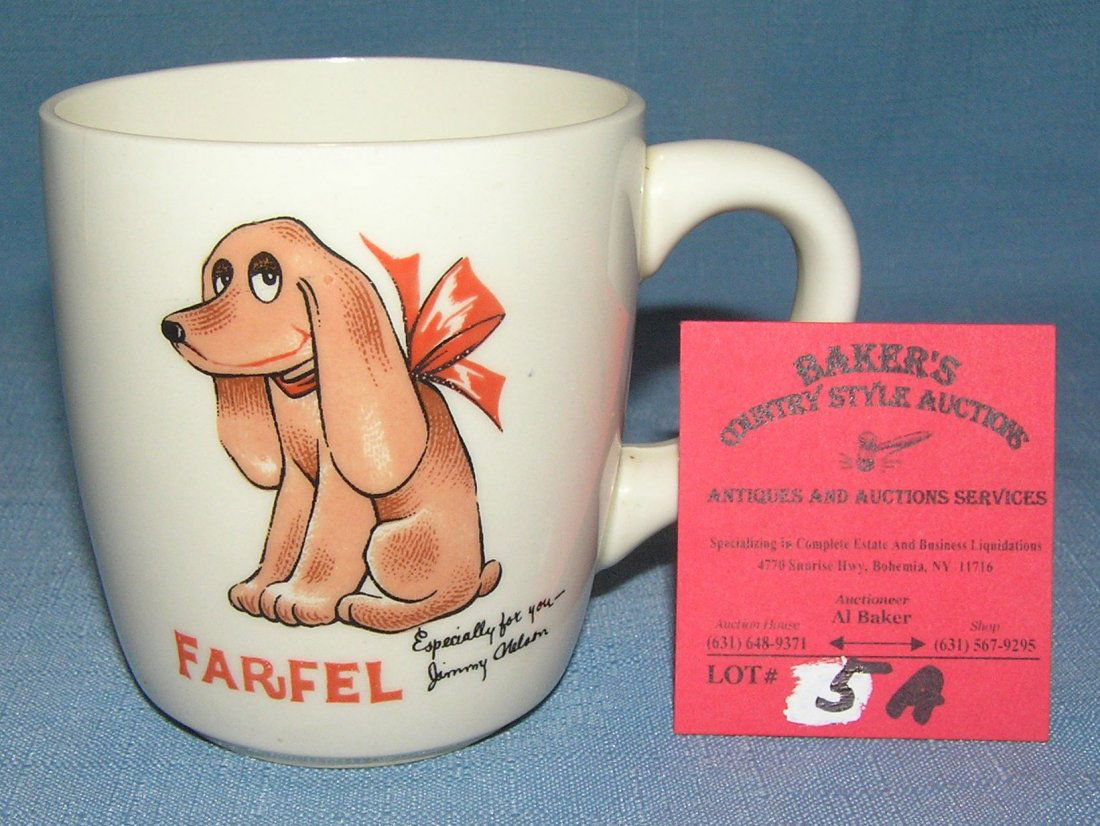 FARFEL
Especially for you—
Jimmy Nelson
BAKER'S
COUNTRY STYLE AUCTIONS
ANTIQUES AND AUCTIONS SERVICES
Specializing in Complete Estate And Business Liquidations
4770 Sunrise Hwy, Bohemia, NY 11716
Auctioneer
Auction House Al Baker Shop
(631) 648-9371 (631) 567-9295
LOT# 5 A